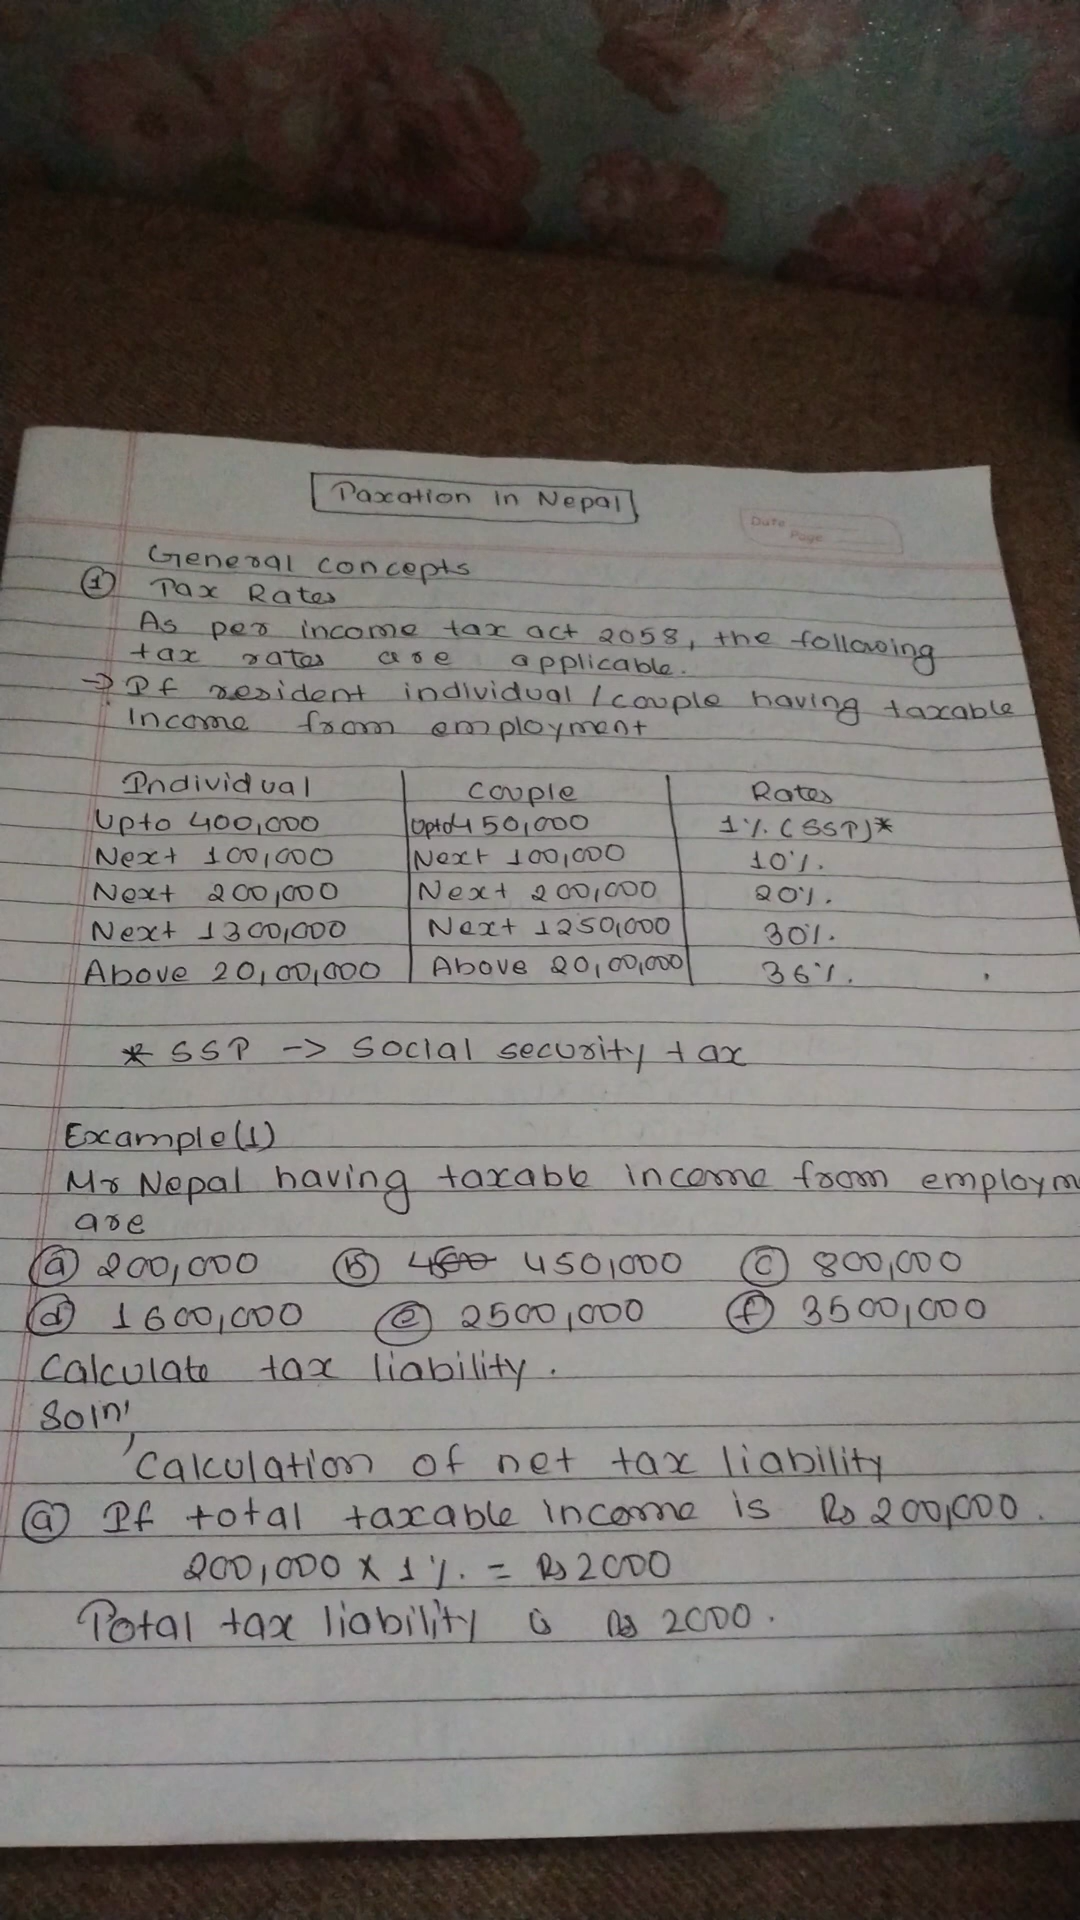 Taxation in Nepal
Date
Page
General concepts
① Tax Rates
As per income tax act 2058, the following
tax rates are applicable.
→ If resident individual / couple having taxable
income from employment
Individual | couple | Rates
Upto 400,000 | Upto 450,000 | 1% (SST)*
Next 100,000 | Next 100,000 | 10%.
Next 200,000 | Next 200,000 | 20%.
Next 1300,000 | Next 1250,000 | 30%.
Above 20,00,000 | Above 20,00,000 | 36%.
* SST -> Social security tax
Example(1)
Mr Nepal having taxable income from employm
are
ⓐ 200,000 ⓑ 450,000 ⓒ 800,000
ⓓ 1600,000 ⓔ 2500,000 ⓕ 3500,000
Calculate tax liability.
Soln'
Calculation of net tax liability
ⓐ If total taxable income is Rs 200,000.
200,000 X 1%. = Rs 2000
Total tax liability is Rs 2000.